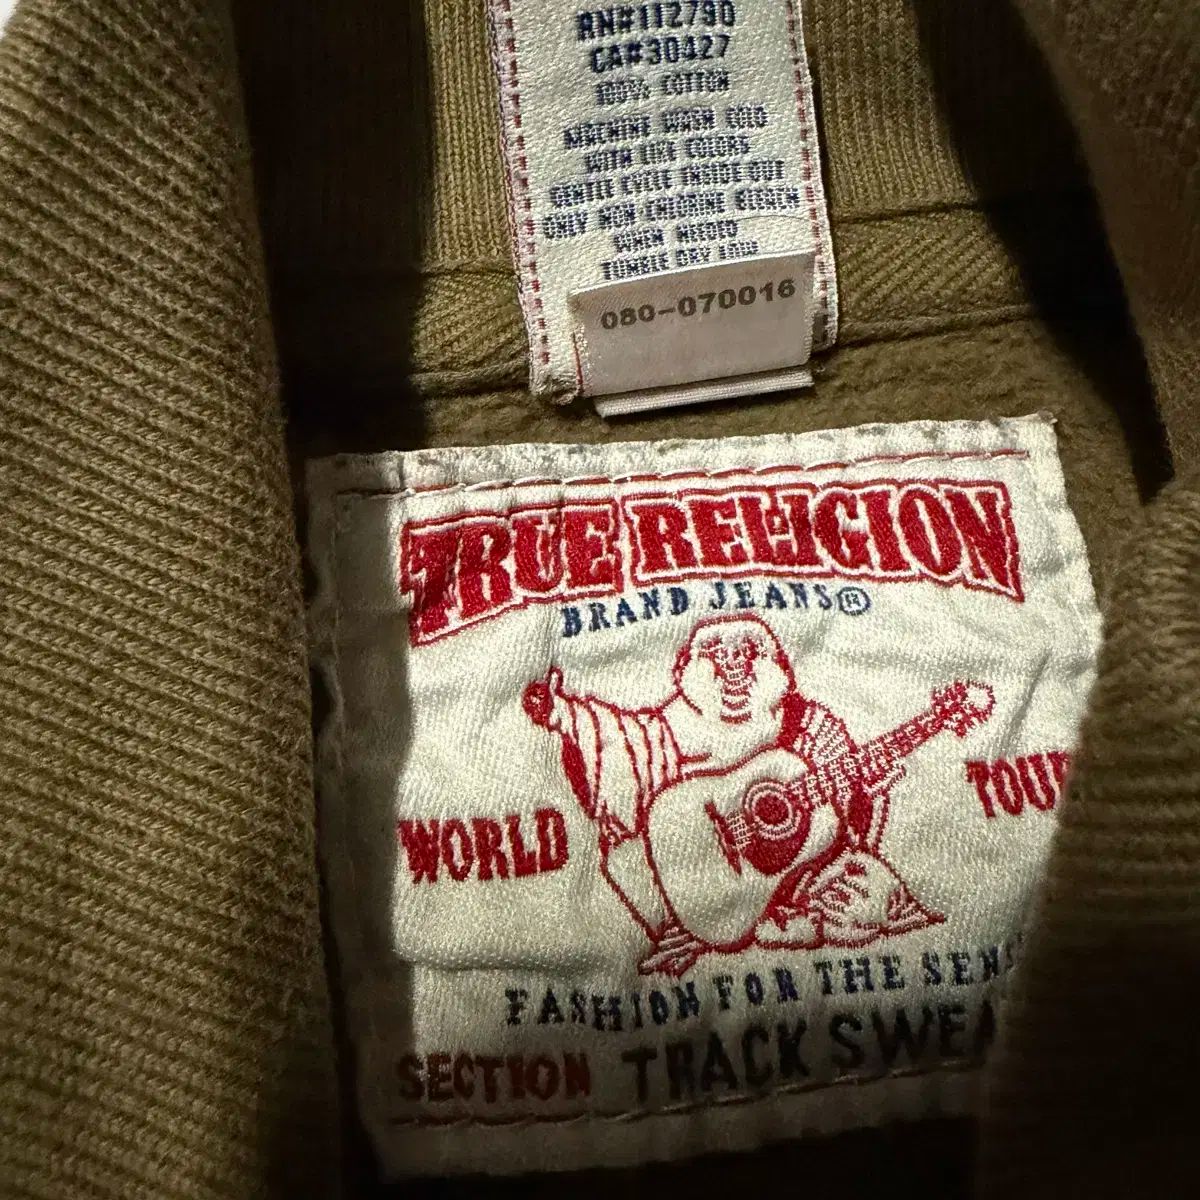 RN#112790
CA#30427
100% COTTON
MACHINE WASH COLD
WITH LIKE COLORS
GENTLE CYCLE INSIDE OUT
ONLY NON CHLORINE BLEACH
WHEN NEEDED
TUMBLE DRY LOW
080-070016
TRUE RELIGION
BRAND JEANS®
WORLD TOUR
FASHION FOR THE SEN
SECTION TRACK SWEA